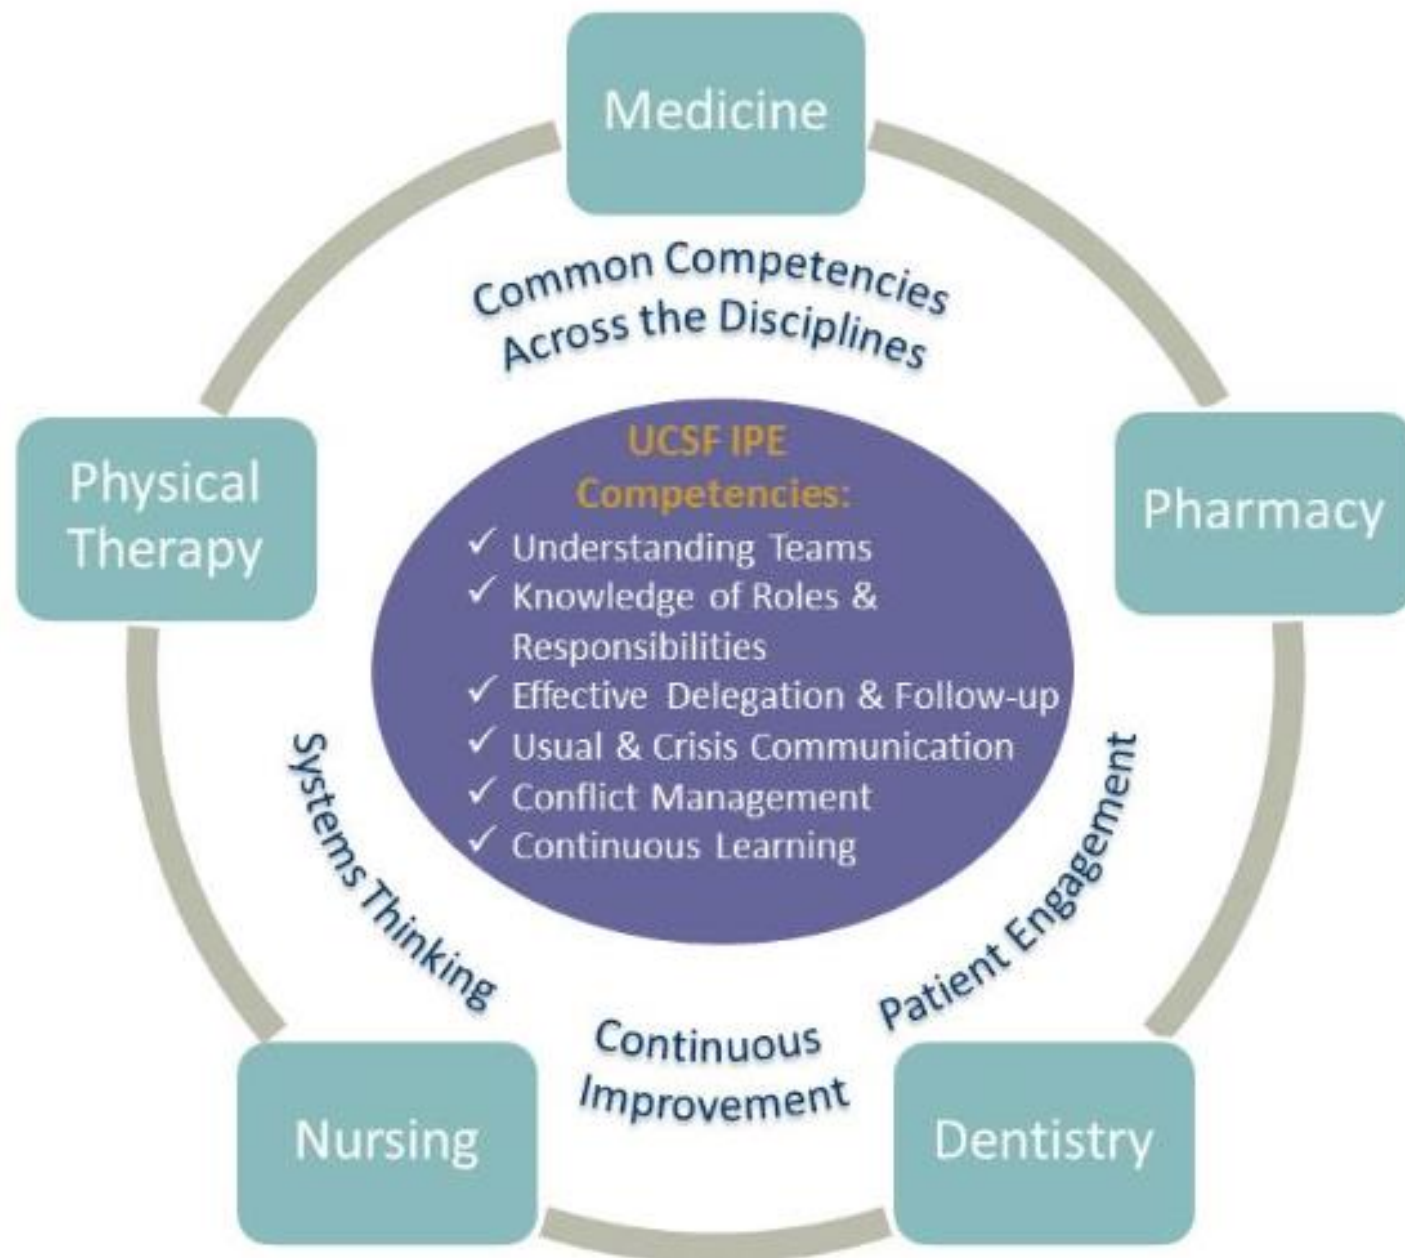 Medicine
Common Competencies
Across the Disciplines
Physical
Therapy
Pharmacy
UCSF IPE
Competencies:
✓ Understanding Teams
✓ Knowledge of Roles &
Responsibilities
✓ Effective Delegation & Follow-up
✓ Usual & Crisis Communication
✓ Conflict Management
✓ Continuous Learning
Systems Thinking
Patient Engagement
Continuous
Improvement
Nursing
Dentistry